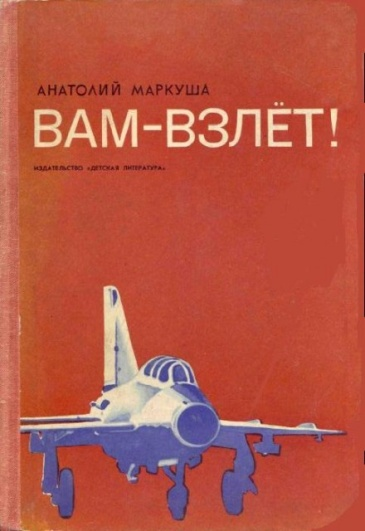 АНАТОЛИЙ МАРКУША
ВАМ–ВЗЛЁТ!
ИЗДАТЕЛЬСТВО «ДЕТСКАЯ ЛИТЕРАТУРА»